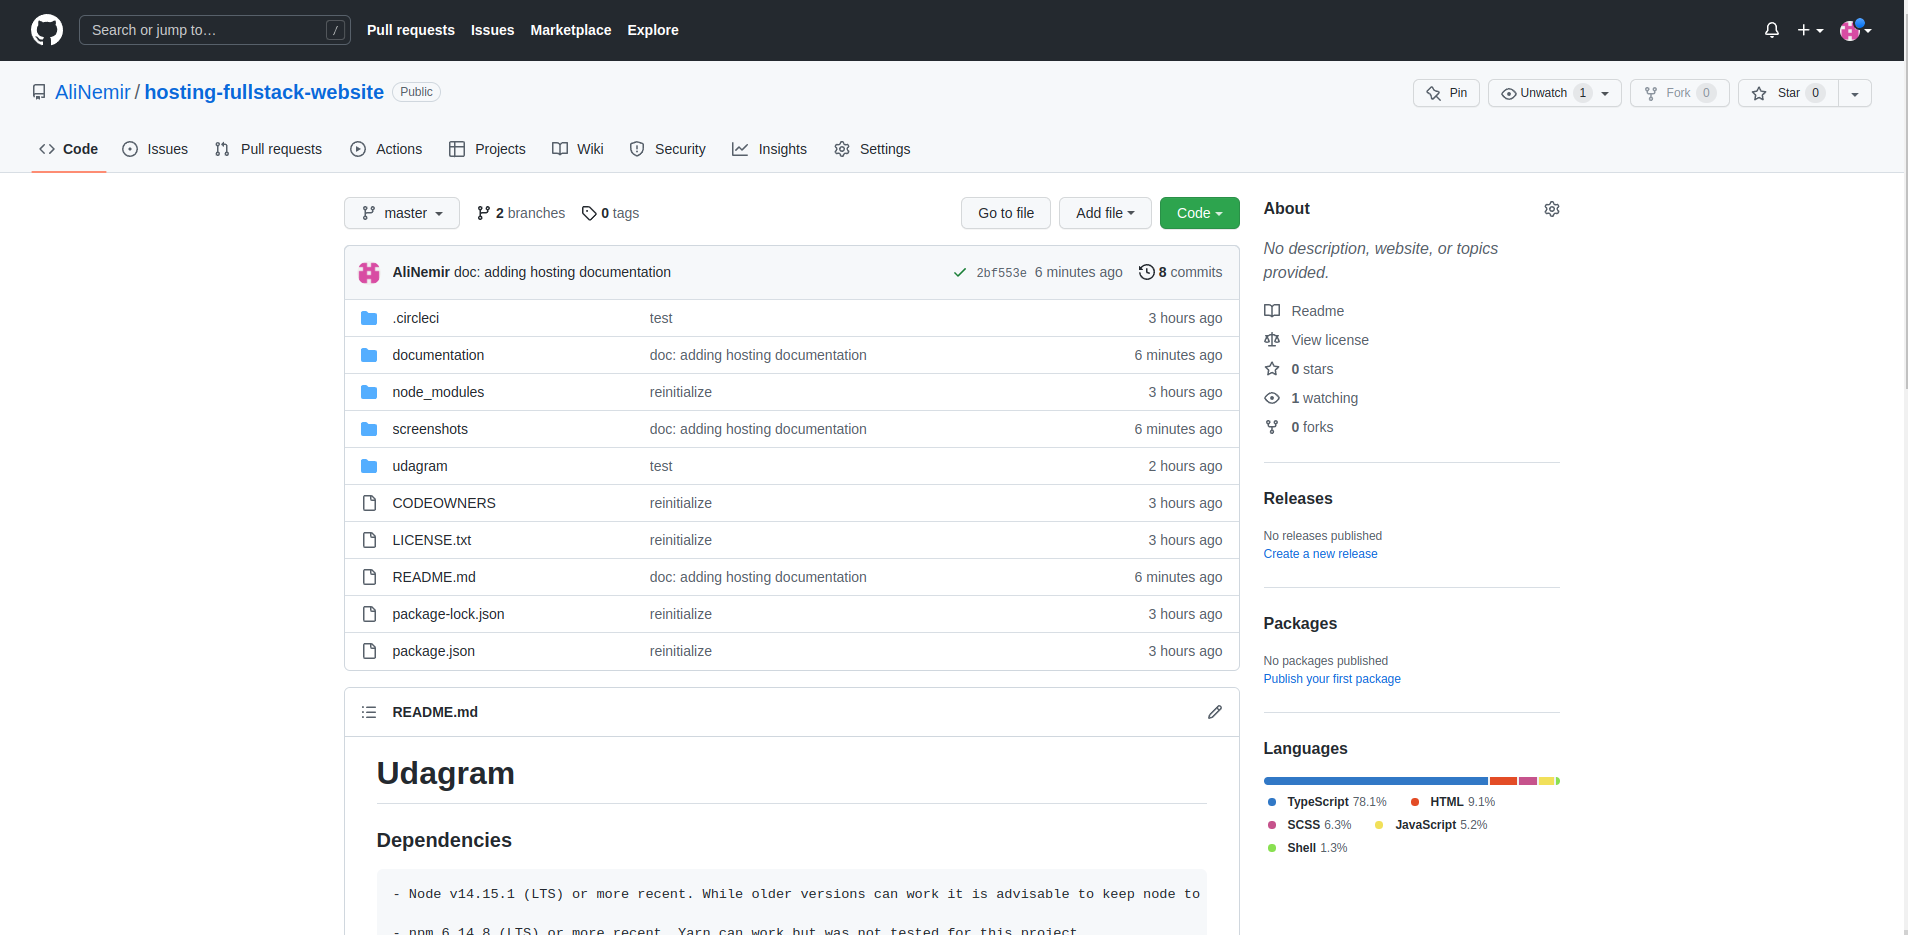 Search or jump to… /
Pull requests Issues Marketplace Explore
AliNemir / hosting-fullstack-website Public
Pin Unwatch 1 Fork 0 Star 0
Code Issues Pull requests Actions Projects Wiki Security Insights Settings
master 2 branches 0 tags Go to file Add file Code
AliNemir doc: adding hosting documentation 2bf553e 6 minutes ago 8 commits
.circleci test 3 hours ago
documentation doc: adding hosting documentation 6 minutes ago
node_modules reinitialize 3 hours ago
screenshots doc: adding hosting documentation 6 minutes ago
udagram test 2 hours ago
CODEOWNERS reinitialize 3 hours ago
LICENSE.txt reinitialize 3 hours ago
README.md doc: adding hosting documentation 6 minutes ago
package-lock.json reinitialize 3 hours ago
package.json reinitialize 3 hours ago
README.md
Udagram
Dependencies
- Node v14.15.1 (LTS) or more recent. While older versions can work it is advisable to keep node to
- npm 6.14.8 (LTS) or more recent. Yarn can work but was not tested for this project
About
No description, website, or topics
provided.
Readme
View license
0 stars
1 watching
0 forks
Releases
No releases published
Create a new release
Packages
No packages published
Publish your first package
Languages
TypeScript 78.1% HTML 9.1%
SCSS 6.3% JavaScript 5.2%
Shell 1.3%